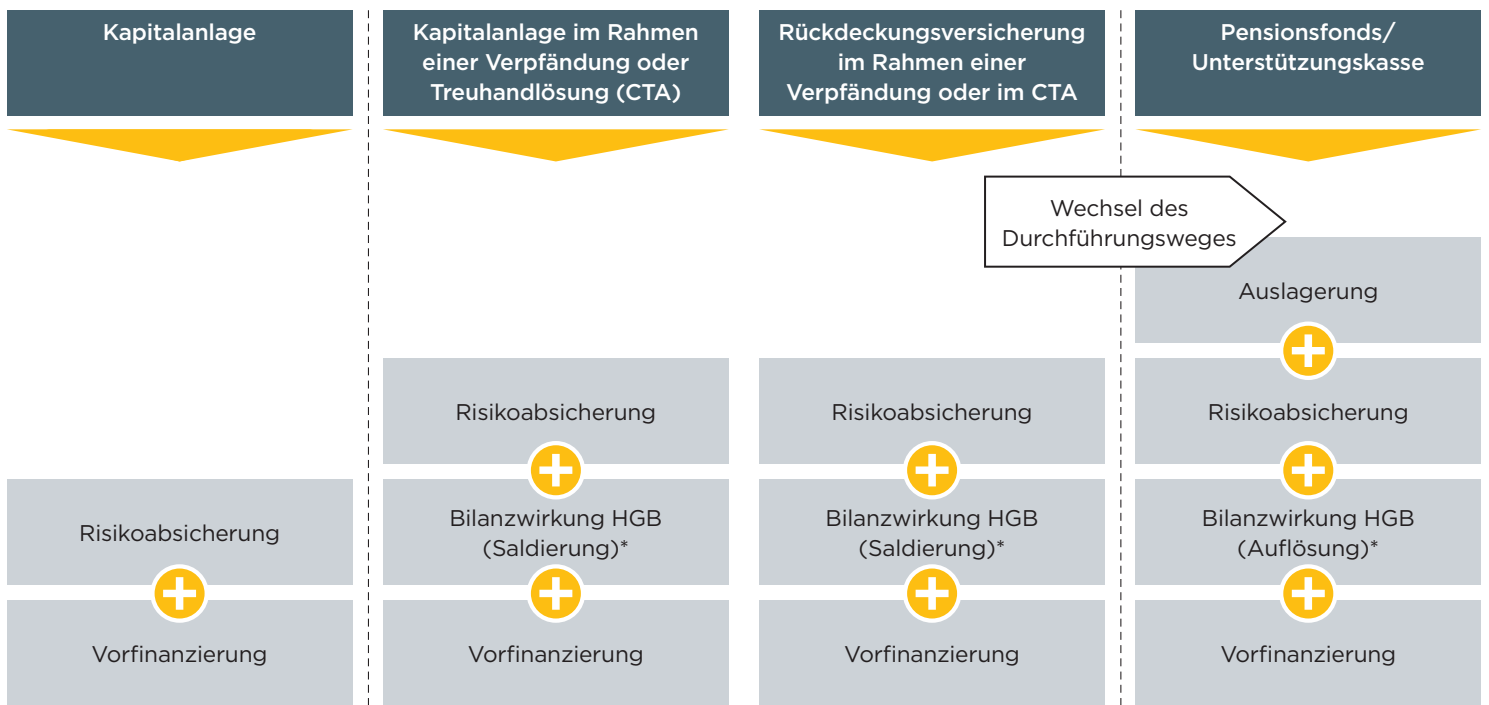 Kapitalanlage
Kapitalanlage im Rahmen
einer Verpfändung oder
Treuhandlösung (CTA)
Rückdeckungsversicherung
im Rahmen einer
Verpfändung oder im CTA
Pensionsfonds/
Unterstützungskasse
Wechsel des
Durchführungsweges
Risikoabsicherung
Vorfinanzierung
Risikoabsicherung
Bilanzwirkung HGB
(Saldierung)*
Vorfinanzierung
Risikoabsicherung
Bilanzwirkung HGB
(Saldierung)*
Vorfinanzierung
Auslagerung
Risikoabsicherung
Bilanzwirkung HGB
(Auflösung)*
Vorfinanzierung